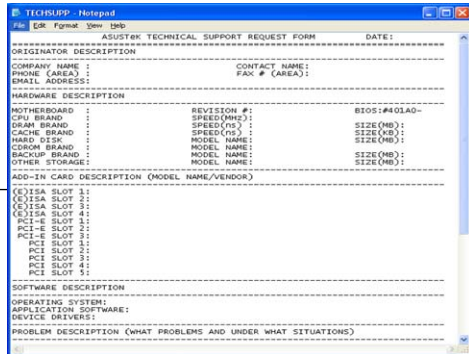 TECHSUPP - Notepad
File Edit Format View Help
ASUSTeK TECHNICAL SUPPORT REQUEST FORM DATE:
ORIGINATOR DESCRIPTION
COMPANY NAME : CONTACT NAME:
PHONE (AREA) : FAX # (AREA):
EMAIL ADDRESS:
HARDWARE DESCRIPTION
MOTHERBOARD : REVISION #: BIOS:#401A0-
CPU BRAND : SPEED(MHz):
DRAM BRAND : SPEED(ns) : SIZE(MB):
CACHE BRAND : SPEED(ns) : SIZE(KB):
HARD DISK : MODEL NAME: SIZE(MB):
CDROM BRAND : MODEL NAME:
BACKUP BRAND : MODEL NAME: SIZE(MB):
OTHER STORAGE: MODEL NAME: SIZE(MB):
ADD-IN CARD DESCRIPTION (MODEL NAME/VENDOR)
(E)ISA SLOT 1:
(E)ISA SLOT 2:
(E)ISA SLOT 3:
(E)ISA SLOT 4:
PCI-E SLOT 1:
PCI-E SLOT 2:
PCI-E SLOT 3:
PCI SLOT 1:
PCI SLOT 2:
PCI SLOT 3:
PCI SLOT 4:
PCI SLOT 5:
SOFTWARE DESCRIPTION
OPERATING SYSTEM:
APPLICATION SOFTWARE:
DEVICE DRIVERS:
PROBLEM DESCRIPTION (WHAT PROBLEMS AND UNDER WHAT SITUATIONS)